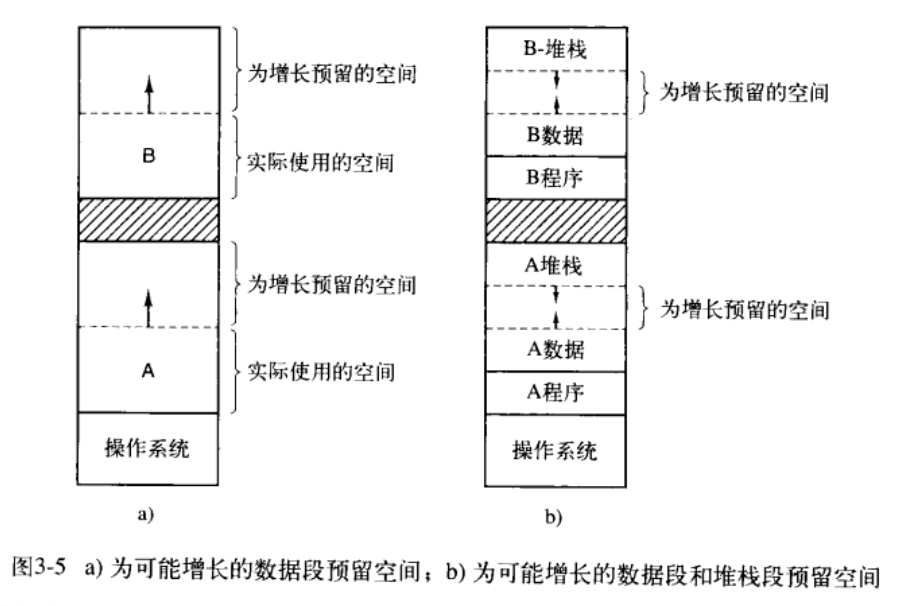 为增长预留的空间
B
实际使用的空间
为增长预留的空间
A
实际使用的空间
操作系统
a)
B-堆栈
为增长预留的空间
B数据
B程序
A堆栈
为增长预留的空间
A数据
A程序
操作系统
b)
图3-5 a) 为可能增长的数据段预留空间；b) 为可能增长的数据段和堆栈段预留空间